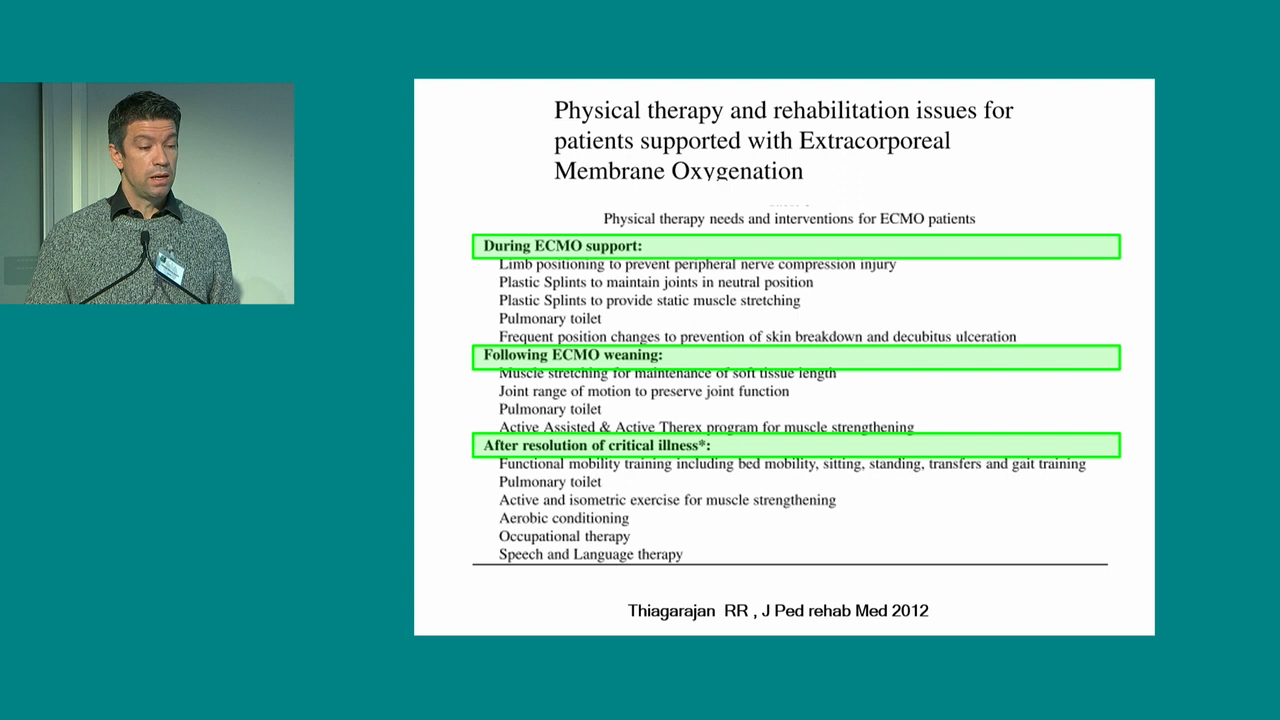 Physical therapy and rehabilitation issues for
patients supported with Extracorporeal
Membrane Oxygenation
Physical therapy needs and interventions for ECMO patients
During ECMO support:
Limb positioning to prevent peripheral nerve compression injury
Plastic Splints to maintain joints in neutral position
Plastic Splints to provide static muscle stretching
Pulmonary toilet
Frequent position changes to prevention of skin breakdown and decubitus ulceration
Following ECMO weaning:
Muscle stretching for maintenance of soft tissue length
Joint range of motion to preserve joint function
Pulmonary toilet
Active Assisted & Active Therex program for muscle strengthening
After resolution of critical illness*:
Functional mobility training including bed mobility, sitting, standing, transfers and gait training
Pulmonary toilet
Active and isometric exercise for muscle strengthening
Aerobic conditioning
Occupational therapy
Speech and Language therapy
Thiagarajan RR , J Ped rehab Med 2012